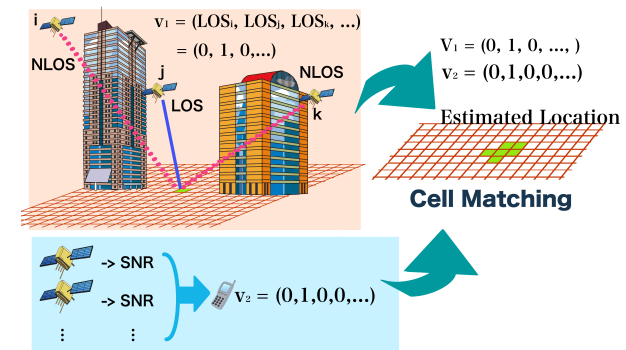 i
v₁ = (LOSᵢ, LOSⱼ, LOSₖ, ...)
= (0, 1, 0,...)
NLOS
j
LOS
NLOS
k
V₁ = (0, 1, 0, ..., )
v₂ = (0,1,0,0,...)
Estimated Location
Cell Matching
-> SNR
-> SNR
⋮ ⋮
v₂ = (0,1,0,0,...)